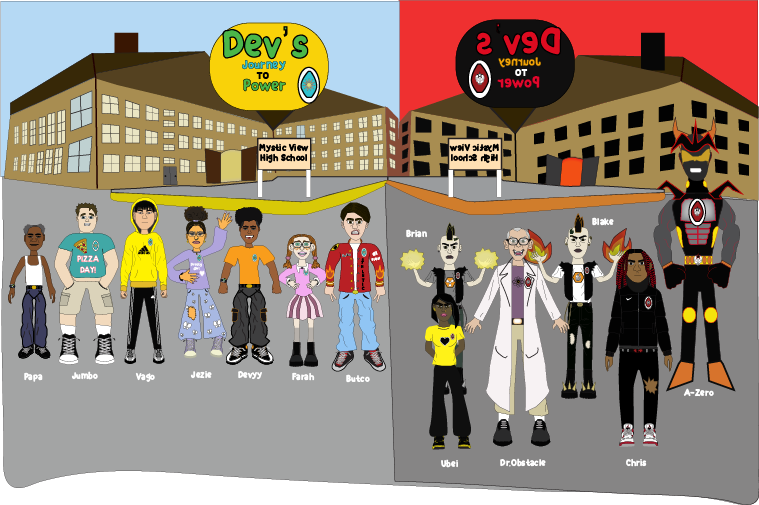 Dev's
Journey
TO
Power
Dev's
Journey
TO
Power
Mystic View
High School
Mystic View
High School
Blake
Brian
PIZZA
DAY!
A-Zero
Papa
Jumbo
Vago
Jezie
Devyy
Farah
Butco
Ubei
Dr.Obstacle
Chris